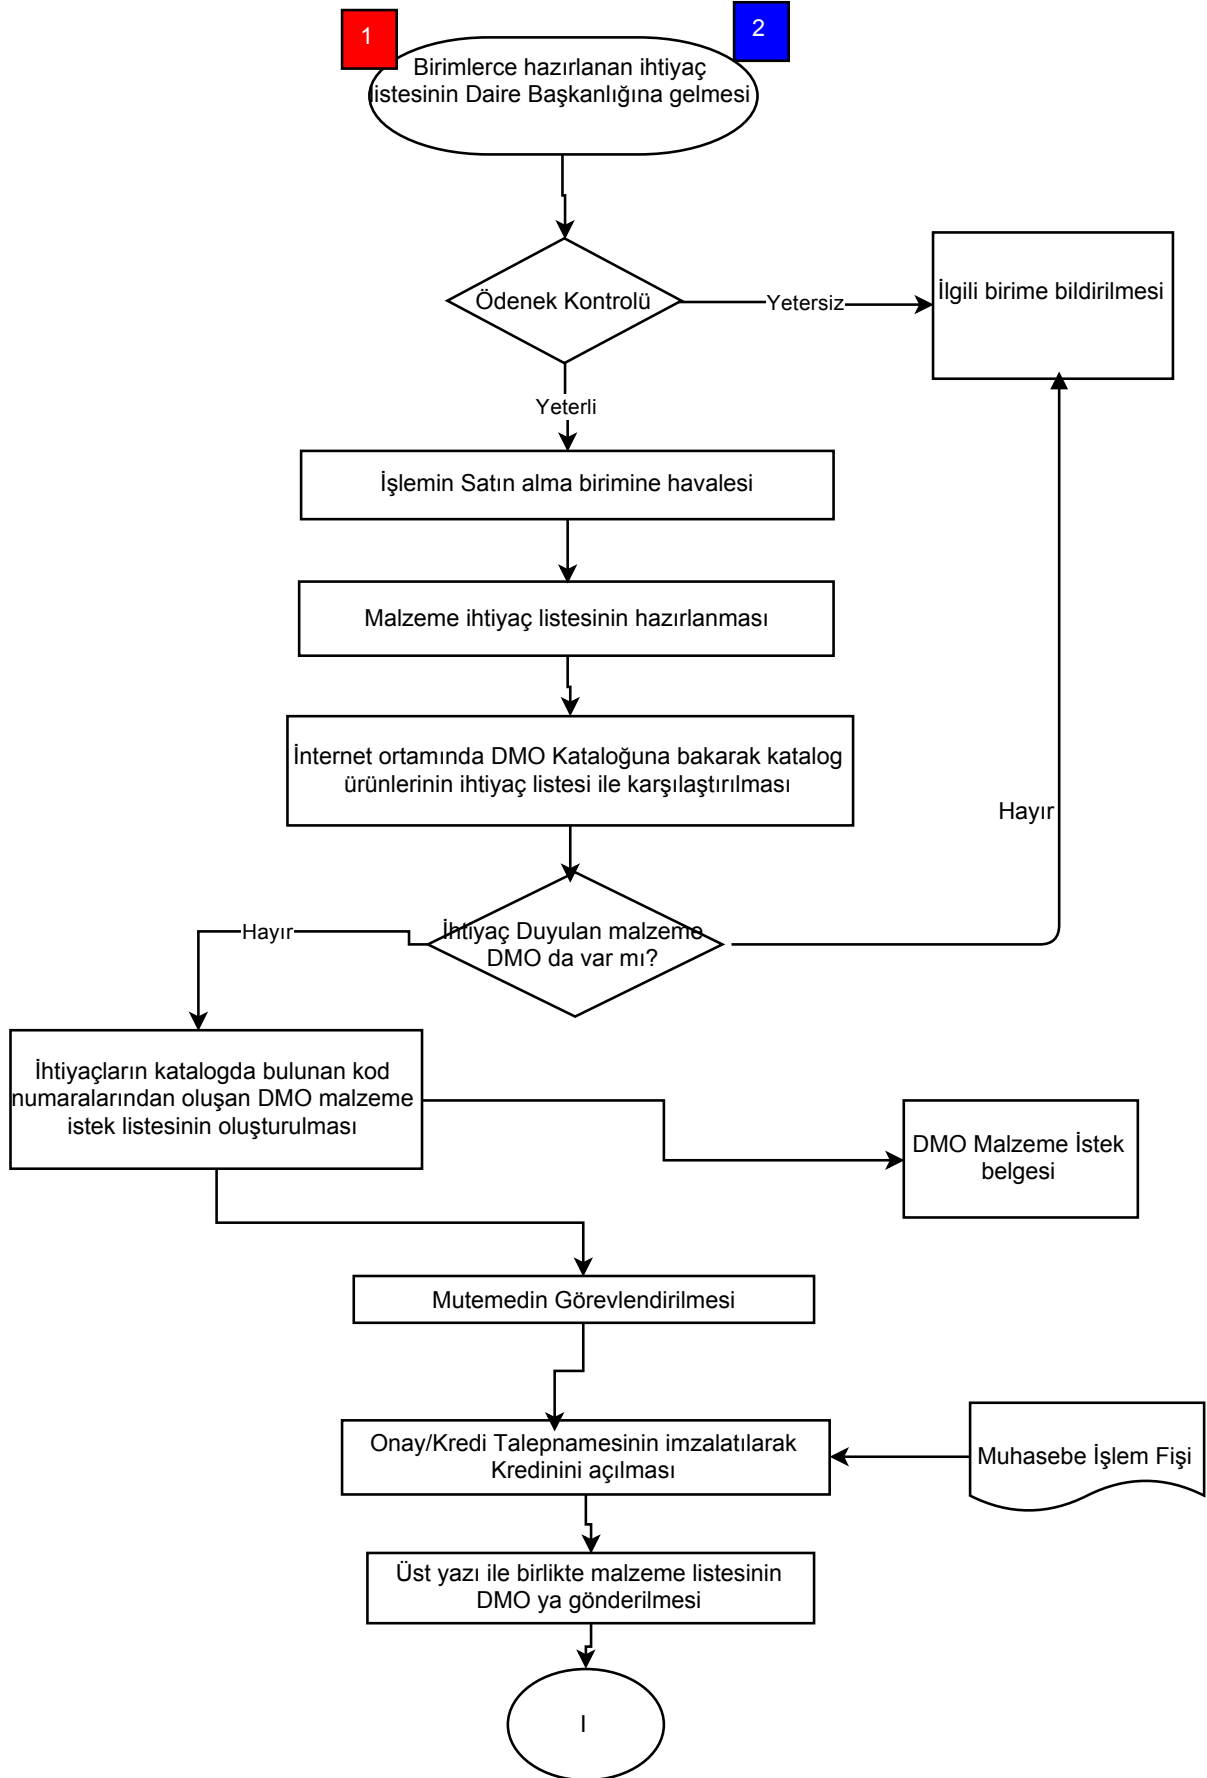 1
2
Birimlerce hazırlanan ihtiyaç
listesinin Daire Başkanlığına gelmesi
Ödenek Kontrolü
Yetersiz
İlgili birime bildirilmesi
Yeterli
İşlemin Satın alma birimine havalesi
Malzeme ihtiyaç listesinin hazırlanması
İnternet ortamında DMO Kataloğuna bakarak katalog
ürünlerinin ihtiyaç listesi ile karşılaştırılması
Hayır
Hayır
İhtiyaç Duyulan malzeme
DMO da var mı?
İhtiyaçların katalogda bulunan kod
numaralarından oluşan DMO malzeme
istek listesinin oluşturulması
DMO Malzeme İstek
belgesi
Mutemedin Görevlendirilmesi
Onay/Kredi Talepnamesinin imzalatılarak
Kredinini açılması
Muhasebe İşlem Fişi
Üst yazı ile birlikte malzeme listesinin
DMO ya gönderilmesi
I